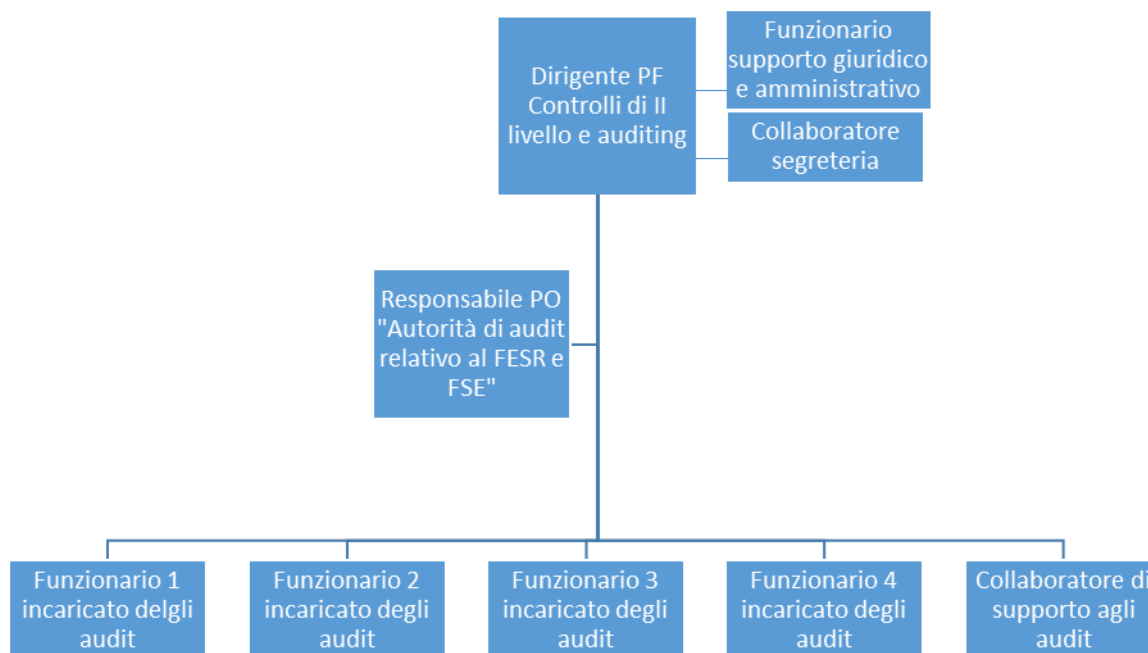 Dirigente PF
Controlli di II
livello e auditing
Funzionario
supporto giuridico
e amministrativo
Collaboratore
segreteria
Responsabile PO
"Autorità di audit
relativo al FESR e
FSE"
Funzionario 1
incaricato delgli
audit
Funzionario 2
incaricato degli
audit
Funzionario 3
incaricato degli
audit
Funzionario 4
incaricato degli
audit
Collaboratore di
supporto agli
audit